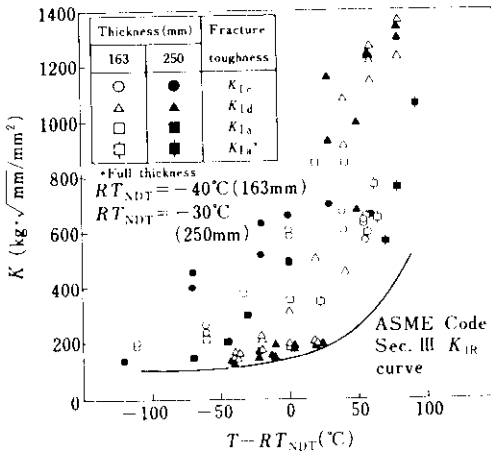 K (kg·√mm/mm²)
1400
1200
1000
800
600
400
200
0
Thickness(mm) Fracture
163 250 toughness
K_Ic
K_Id
K_Ia
K_Ia*
*Full thickness
RT_NDT=−40°C(163mm)
RT_NDT=−30°C
(250mm)
ASME Code
Sec. III K_IR
curve
−100 −50 0 50 100
T−RT_NDT(°C)